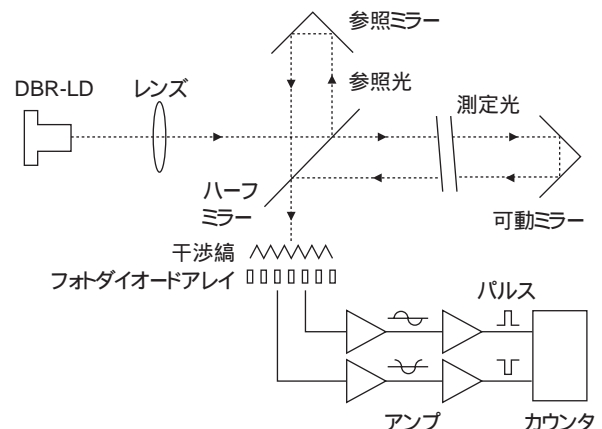 参照ミラー
DBR-LD
レンズ
参照光
測定光
ハーフ
ミラー
可動ミラー
干渉縞
フォトダイオードアレイ
パルス
アンプ
カウンタ